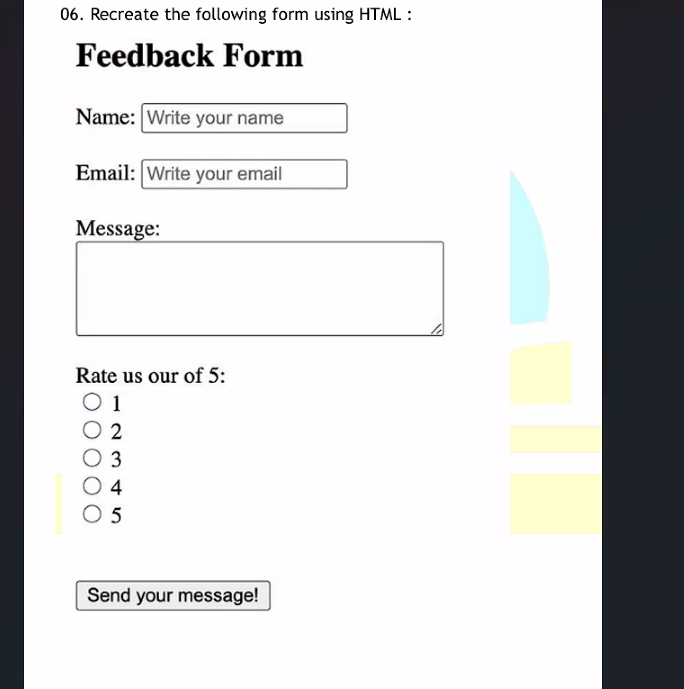 06. Recreate the following form using HTML :
Feedback Form
Name: Write your name
Email: Write your email
Message:
Rate us our of 5:
1
2
3
4
5
Send your message!